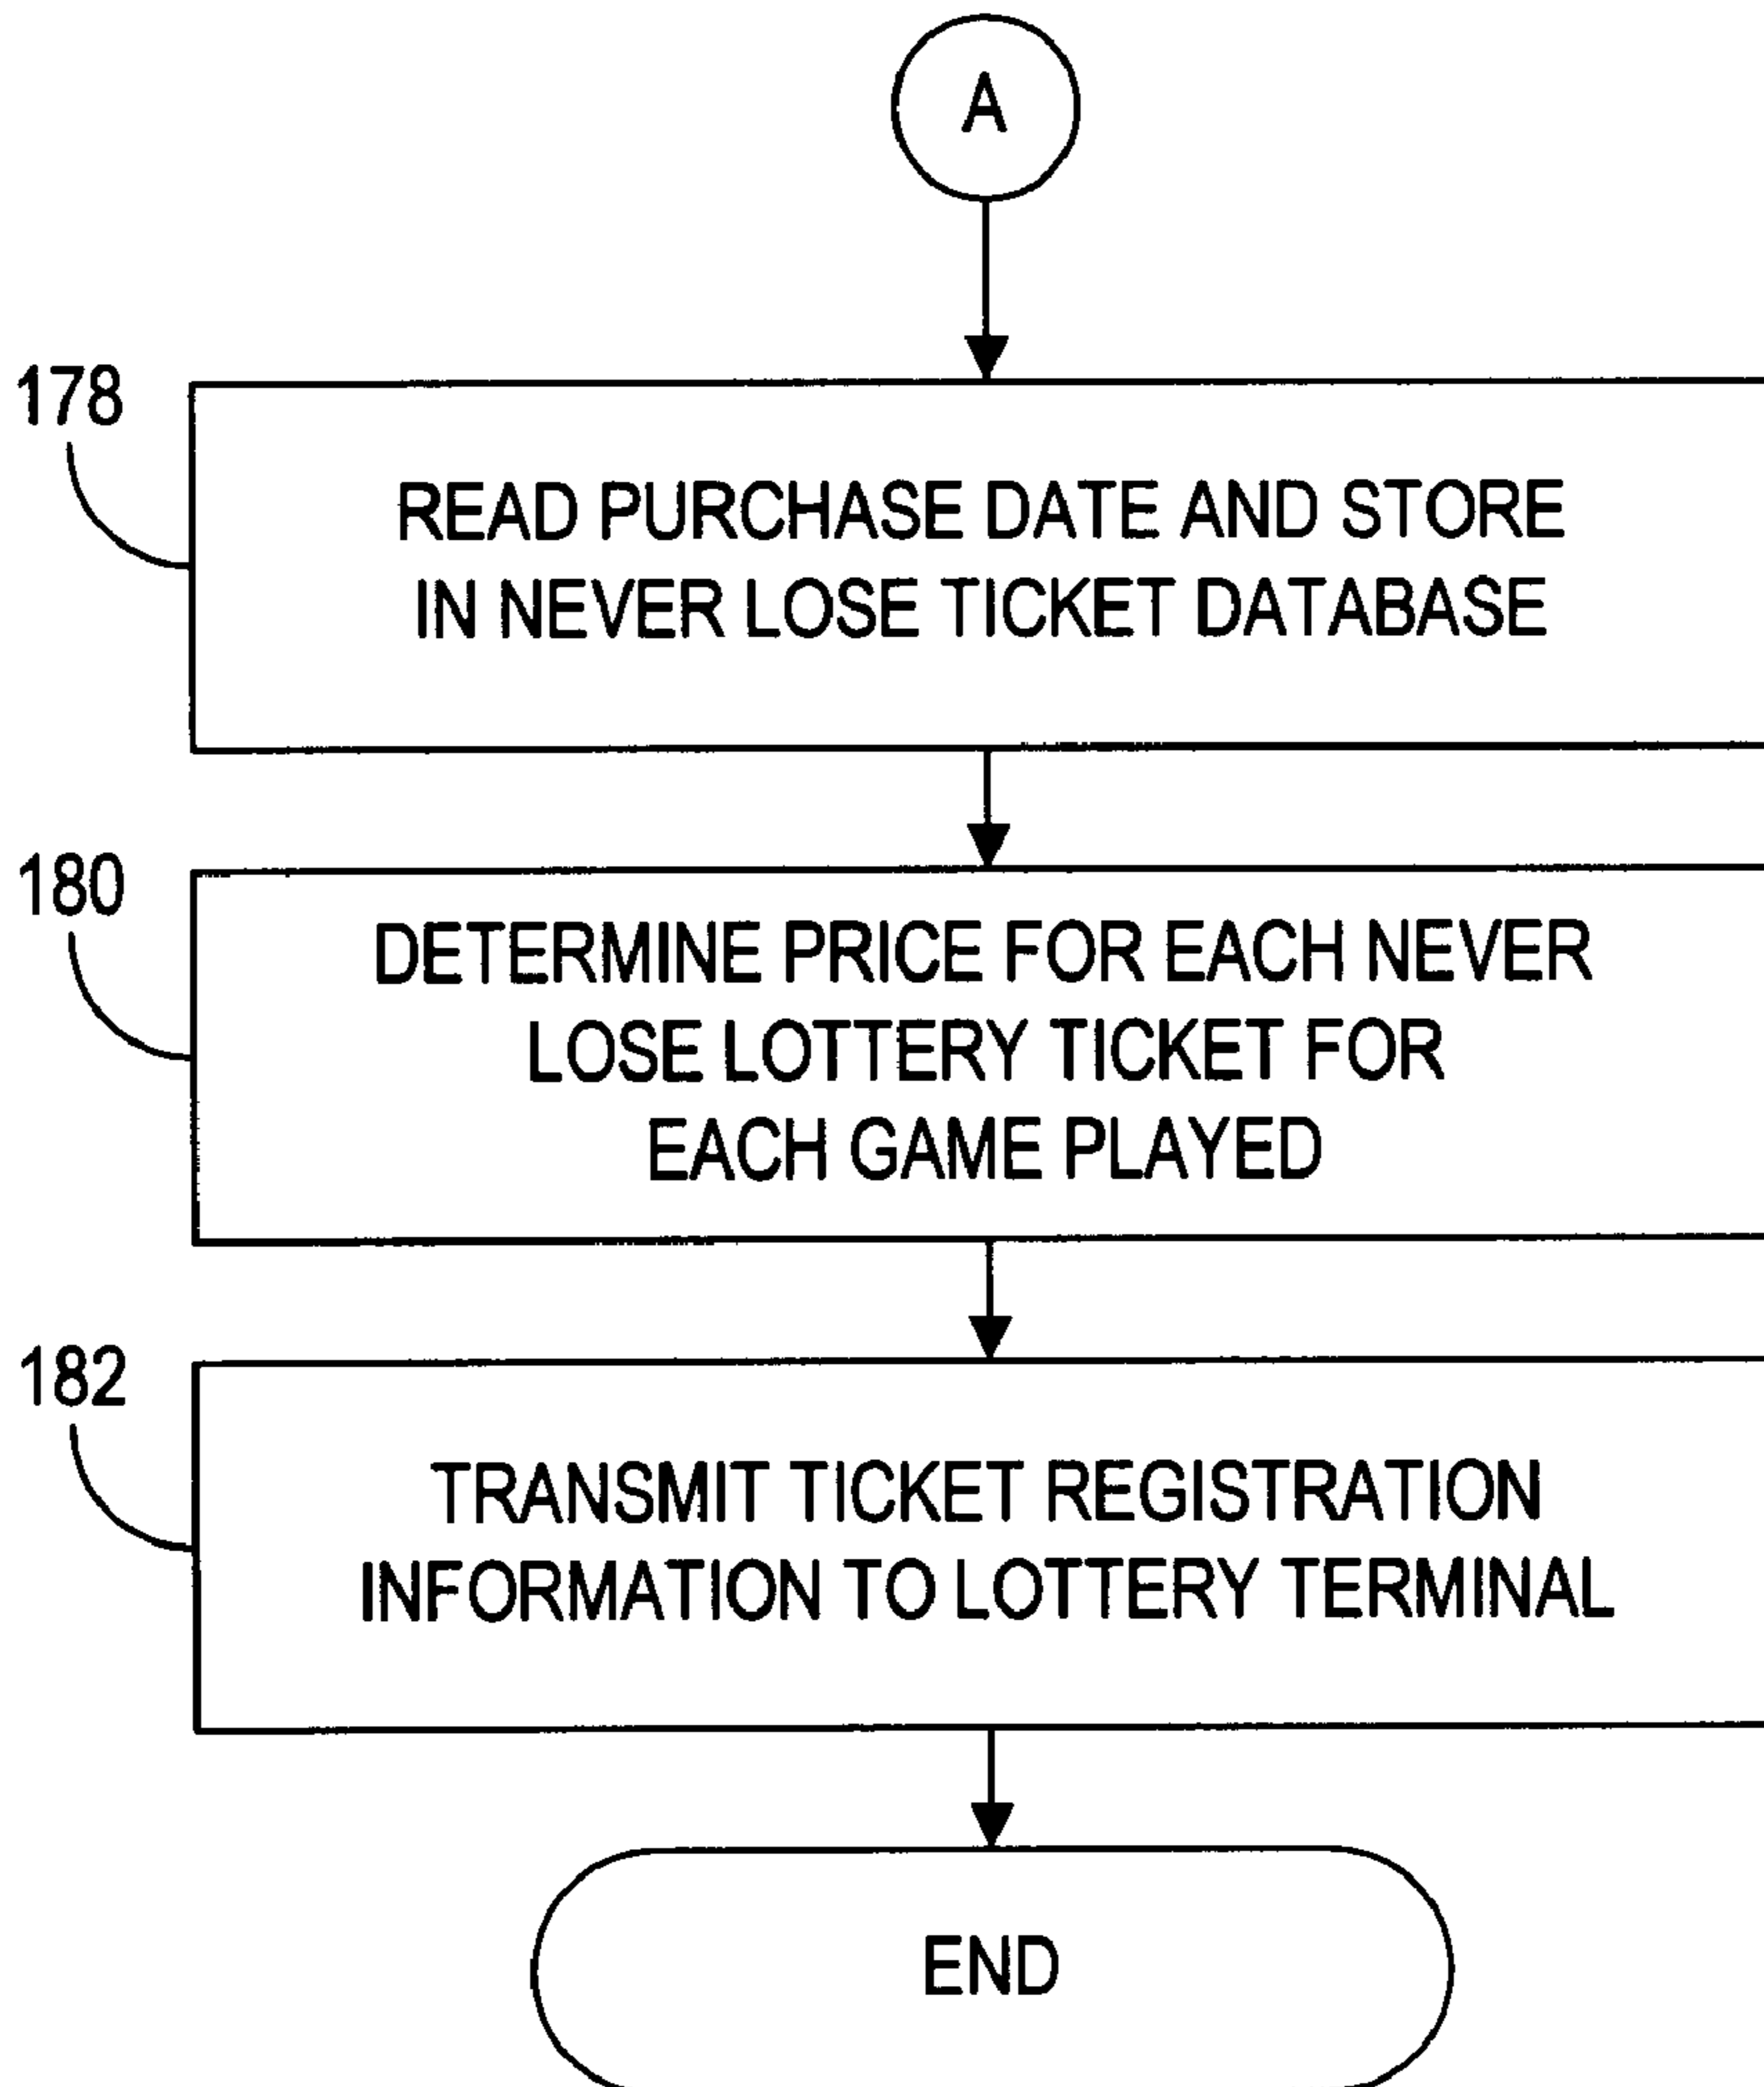 A
178
READ PURCHASE DATE AND STORE
IN NEVER LOSE TICKET DATABASE
180
DETERMINE PRICE FOR EACH NEVER
LOSE LOTTERY TICKET FOR
EACH GAME PLAYED
182
TRANSMIT TICKET REGISTRATION
INFORMATION TO LOTTERY TERMINAL
END